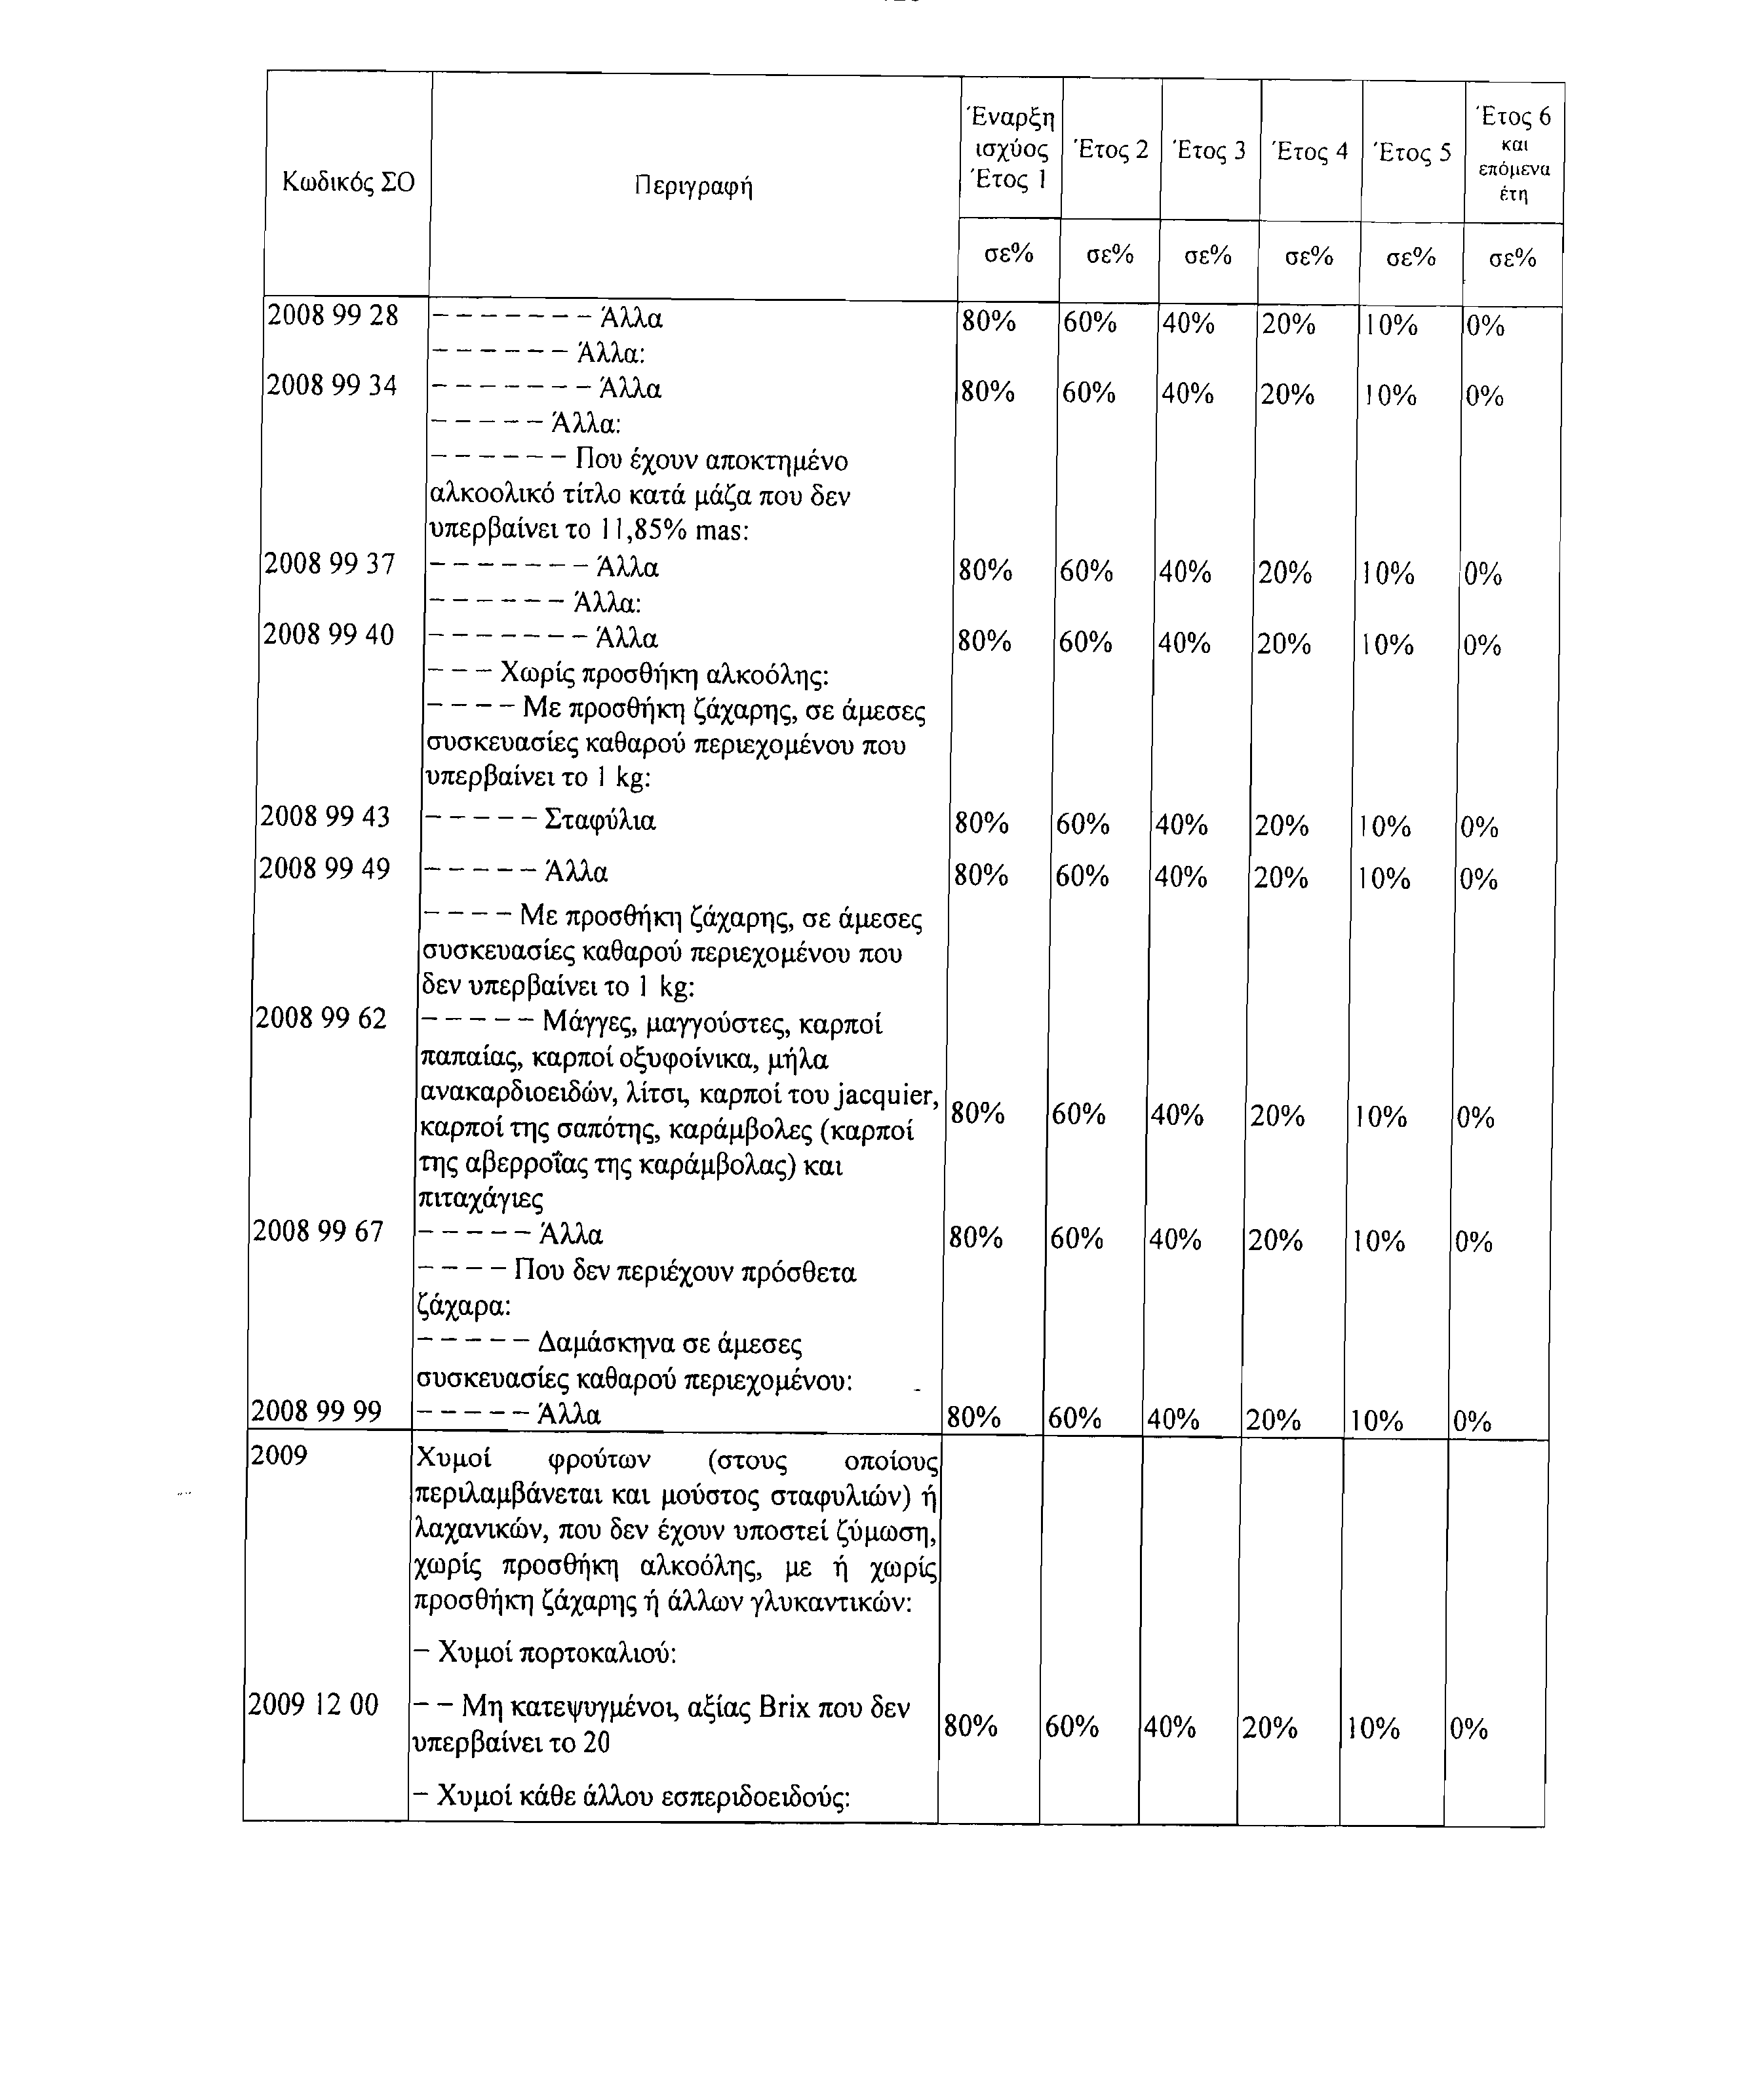 Κωδικός ΣΟ
Περιγραφή
Έναρξη
ισχύος
Έτος 1
Έτος 2
Έτος 3
Έτος 4
Έτος 5
Έτος 6
και
επόμενα
έτη
σε% σε% σε% σε% σε% σε%
2008 99 28 – – – – – – – Άλλα 80% 60% 40% 20% 10% 0%
– – – – – – Άλλα:
2008 99 34 – – – – – – – Άλλα 80% 60% 40% 20% 10% 0%
– – – – – Άλλα:
– – – – – – Που έχουν αποκτημένο
αλκοολικό τίτλο κατά μάζα που δεν
υπερβαίνει το 11,85% mas:
2008 99 37 – – – – – – – Άλλα 80% 60% 40% 20% 10% 0%
– – – – – – Άλλα:
2008 99 40 – – – – – – – Άλλα 80% 60% 40% 20% 10% 0%
– – – Χωρίς προσθήκη αλκοόλης:
– – – – Με προσθήκη ζάχαρης, σε άμεσες
συσκευασίες καθαρού περιεχομένου που
υπερβαίνει το 1 kg:
2008 99 43 – – – – – Σταφύλια 80% 60% 40% 20% 10% 0%
2008 99 49 – – – – – Άλλα 80% 60% 40% 20% 10% 0%
– – – – Με προσθήκη ζάχαρης, σε άμεσες
συσκευασίες καθαρού περιεχομένου που
δεν υπερβαίνει το 1 kg:
2008 99 62 – – – – – Μάγγες, μαγγούστες, καρποί
παπαίας, καρποί οξυφοίνικα, μήλα
ανακαρδιοειδών, λίτσι, καρποί του jacquier,
καρποί της σαπότης, καράμβολες (καρποί 80% 60% 40% 20% 10% 0%
της αβερροΐας της καράμβολας) και
πιταχάγιες
2008 99 67 – – – – – Άλλα 80% 60% 40% 20% 10% 0%
– – – – Που δεν περιέχουν πρόσθετα
ζάχαρα:
– – – – – Δαμάσκηνα σε άμεσες
συσκευασίες καθαρού περιεχομένου:
2008 99 99 – – – – – Άλλα 80% 60% 40% 20% 10% 0%
2009 Χυμοί φρούτων (στους οποίους
περιλαμβάνεται και μούστος σταφυλιών) ή
λαχανικών, που δεν έχουν υποστεί ζύμωση,
χωρίς προσθήκη αλκοόλης, με ή χωρίς
προσθήκη ζάχαρης ή άλλων γλυκαντικών:
– Χυμοί πορτοκαλιού:
2009 12 00 – – Μη κατεψυγμένοι, αξίας Brix που δεν
υπερβαίνει το 20 80% 60% 40% 20% 10% 0%
– Χυμοί κάθε άλλου εσπεριδοειδούς: